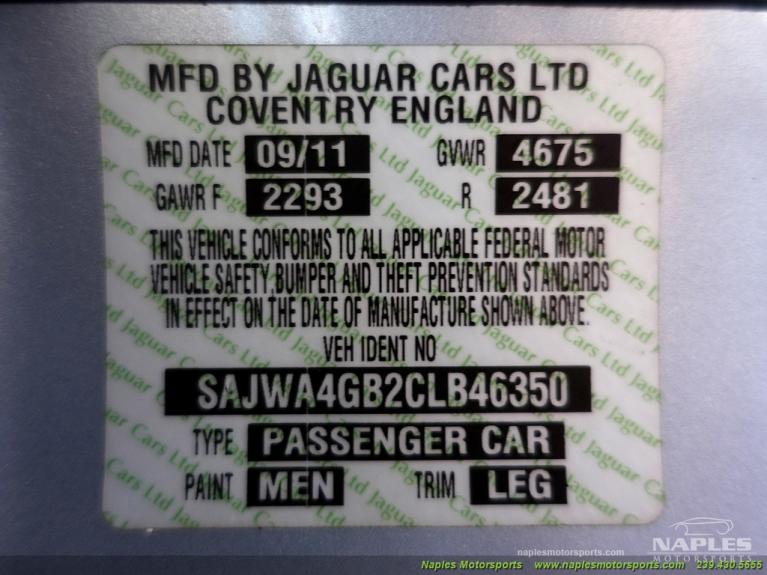 MFD BY JAGUAR CARS LTD
COVENTRY ENGLAND
MFD DATE 09/11 GVWR 4675
GAWR F 2293 R 2481
THIS VEHICLE CONFORMS TO ALL APPLICABLE FEDERAL MOTOR
VEHICLE SAFETY, BUMPER AND THEFT PREVENTION STANDARDS
IN EFFECT ON THE DATE OF MANUFACTURE SHOWN ABOVE.
VEH IDENT NO
SAJWA4GB2CLB46350
TYPE PASSENGER CAR
PAINT MEN TRIM LEG
NAPLES
MOTORSPORTS
naplesmotorsports.com
Naples Motorsports www.naplesmotorsports.com 239.430.5655